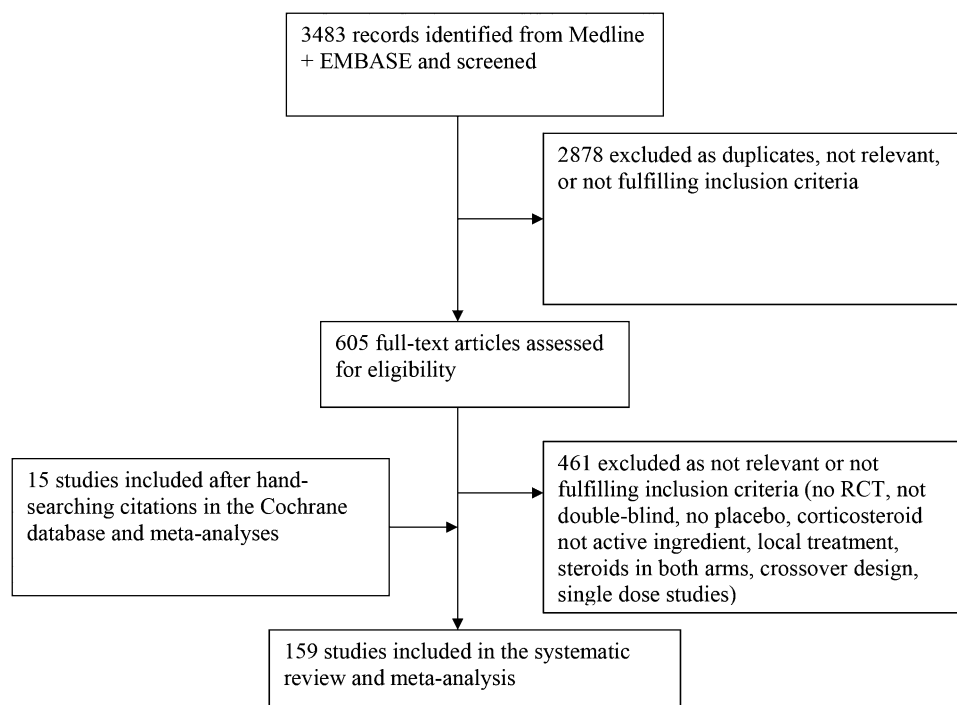 3483 records identified from Medline
+ EMBASE and screened
2878 excluded as duplicates, not relevant,
or not fulfilling inclusion criteria
605 full-text articles assessed
for eligibility
15 studies included after hand-
searching citations in the Cochrane
database and meta-analyses
461 excluded as not relevant or not
fulfilling inclusion criteria (no RCT, not
double-blind, no placebo, corticosteroid
not active ingredient, local treatment,
steroids in both arms, crossover design,
single dose studies)
159 studies included in the systematic
review and meta-analysis